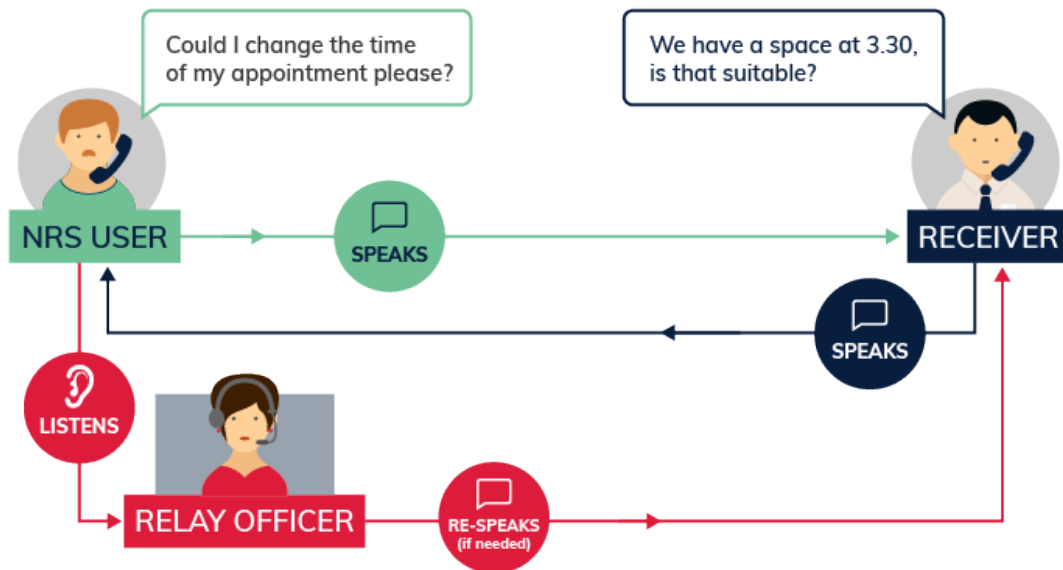 Could I change the time
of my appointment please?
We have a space at 3.30,
is that suitable?
NRS USER
SPEAKS
RECEIVER
SPEAKS
LISTENS
RELAY OFFICER
RE-SPEAKS
(if needed)